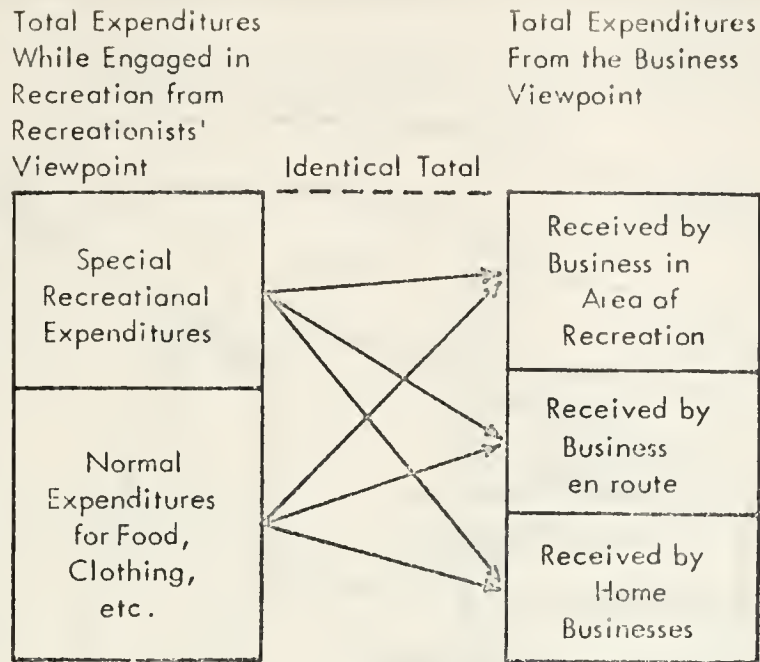 Total Expenditures
While Engaged in
Recreation from
Recreationists'
Viewpoint
Identical Total
Total Expenditures
From the Business
Viewpoint
Special
Recreational
Expenditures
Normal
Expenditures
for Food,
Clothing,
etc.
Received by
Business in
Area of
Recreation
Received by
Business
en route
Received by
Home
Businesses